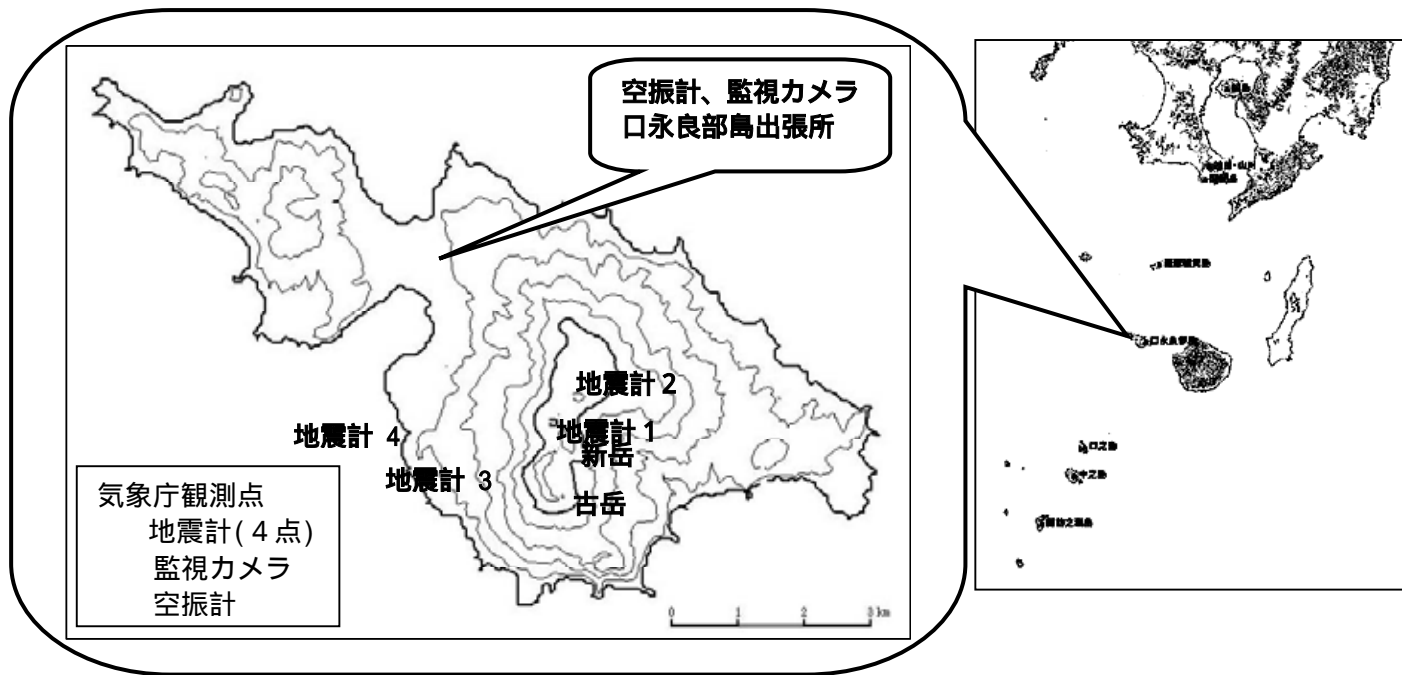 空振計、監視カメラ
口永良部島出張所
地震計２
地震計１
地震計 4
新岳
地震計 3
古岳
気象庁観測点
地震計(４点)
監視カメラ
空振計
0 1 2 3 km
口永良部島
口之島
中之島